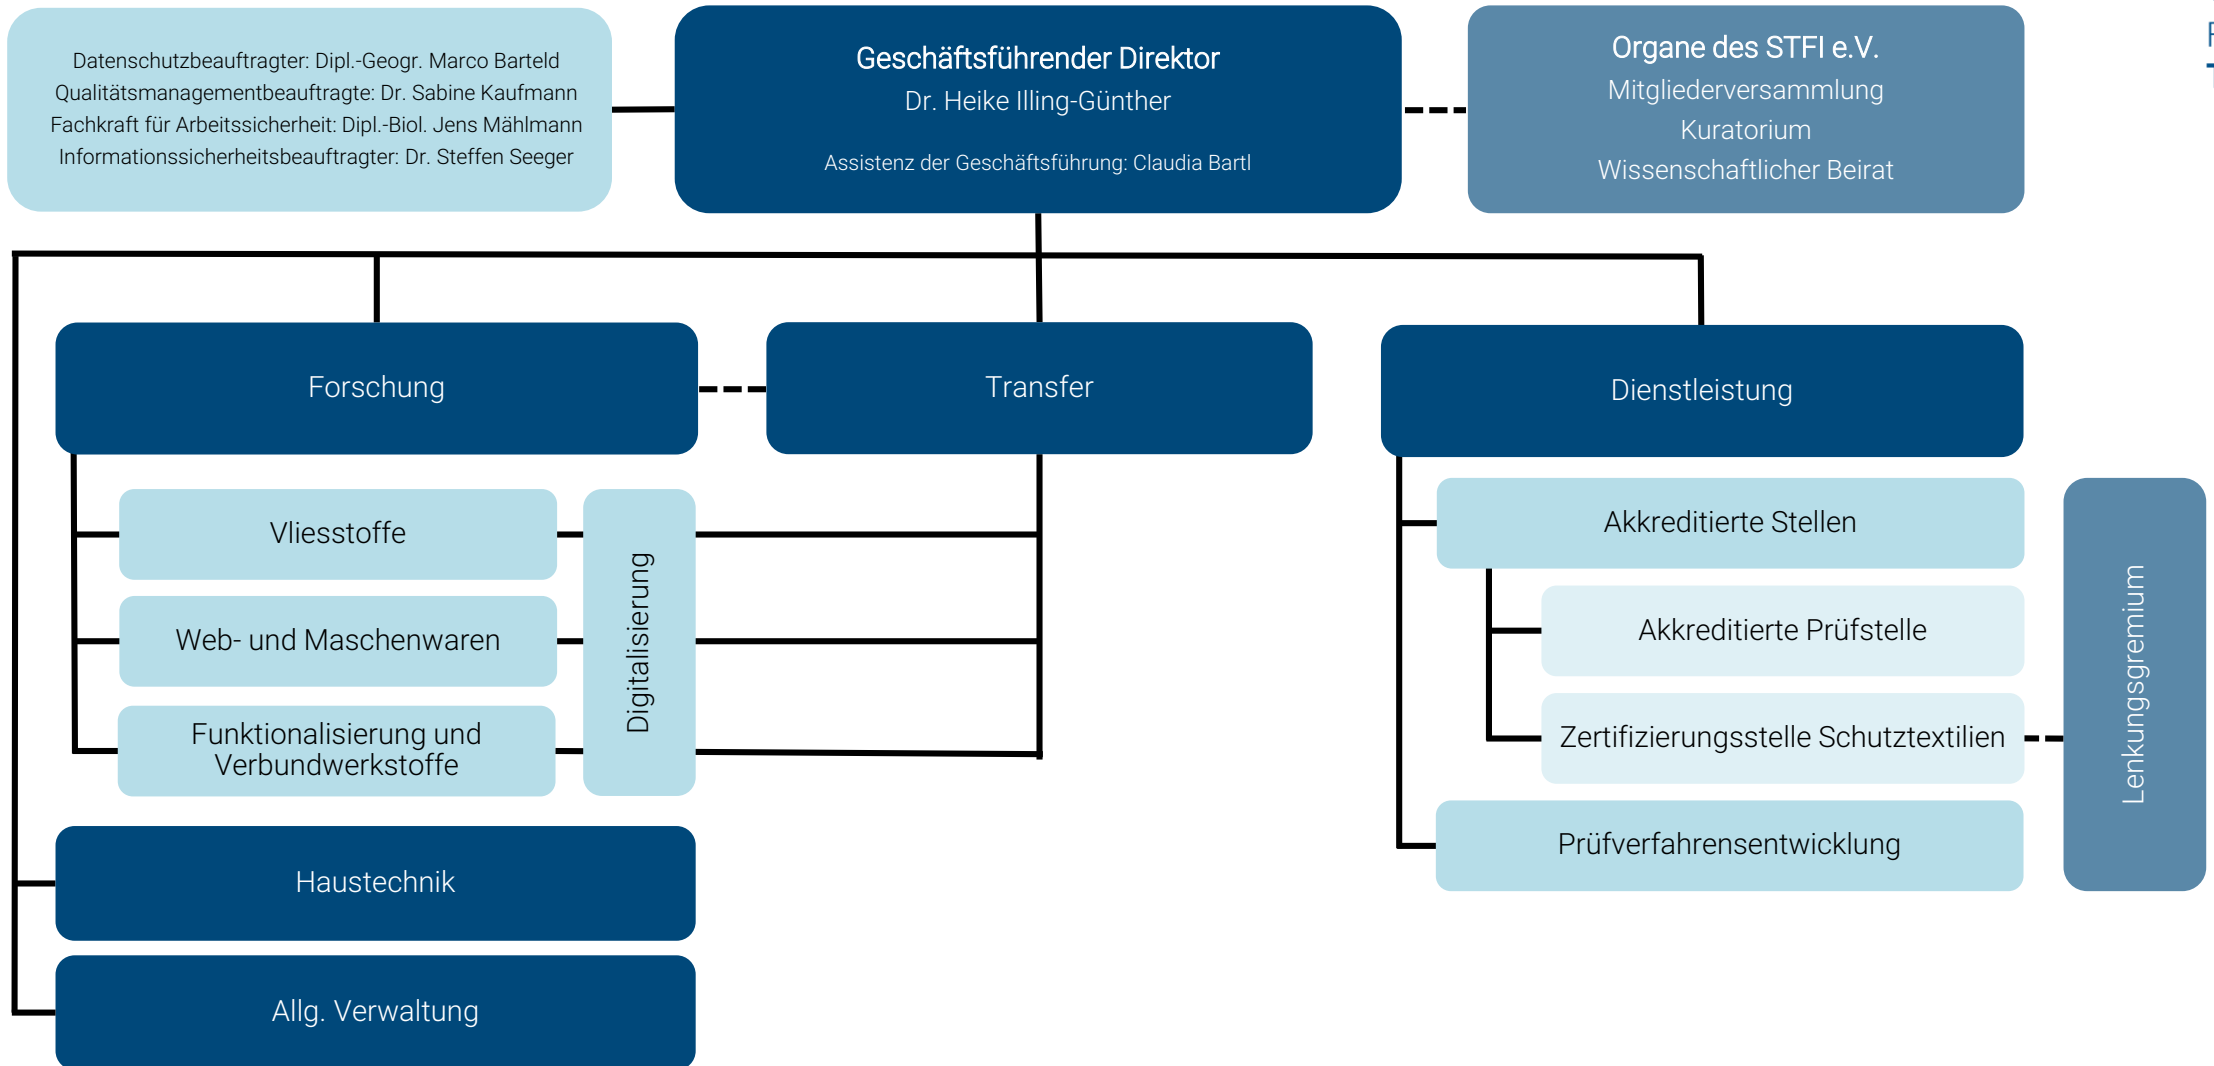 Datenschutzbeauftragter: Dipl.-Geogr. Marco Barteld
Qualitätsmanagementbeauftragte: Dr. Sabine Kaufmann
Fachkraft für Arbeitssicherheit: Dipl.-Biol. Jens Mählmann
Informationssicherheitsbeauftragter: Dr. Steffen Seeger
Geschäftsführender Direktor
Dr. Heike Illing-Günther
Assistenz der Geschäftsführung: Claudia Bartl
Organe des STFI e.V.
Mitgliederversammlung
Kuratorium
Wissenschaftlicher Beirat
Forschung
Transfer
Dienstleistung
Vliesstoffe
Web- und Maschenwaren
Funktionalisierung und
Verbundwerkstoffe
Digitalisierung
Akkreditierte Stellen
Akkreditierte Prüfstelle
Zertifizierungsstelle Schutztextilien
Prüfverfahrensentwicklung
Lenkungsgremium
Haustechnik
Allg. Verwaltung